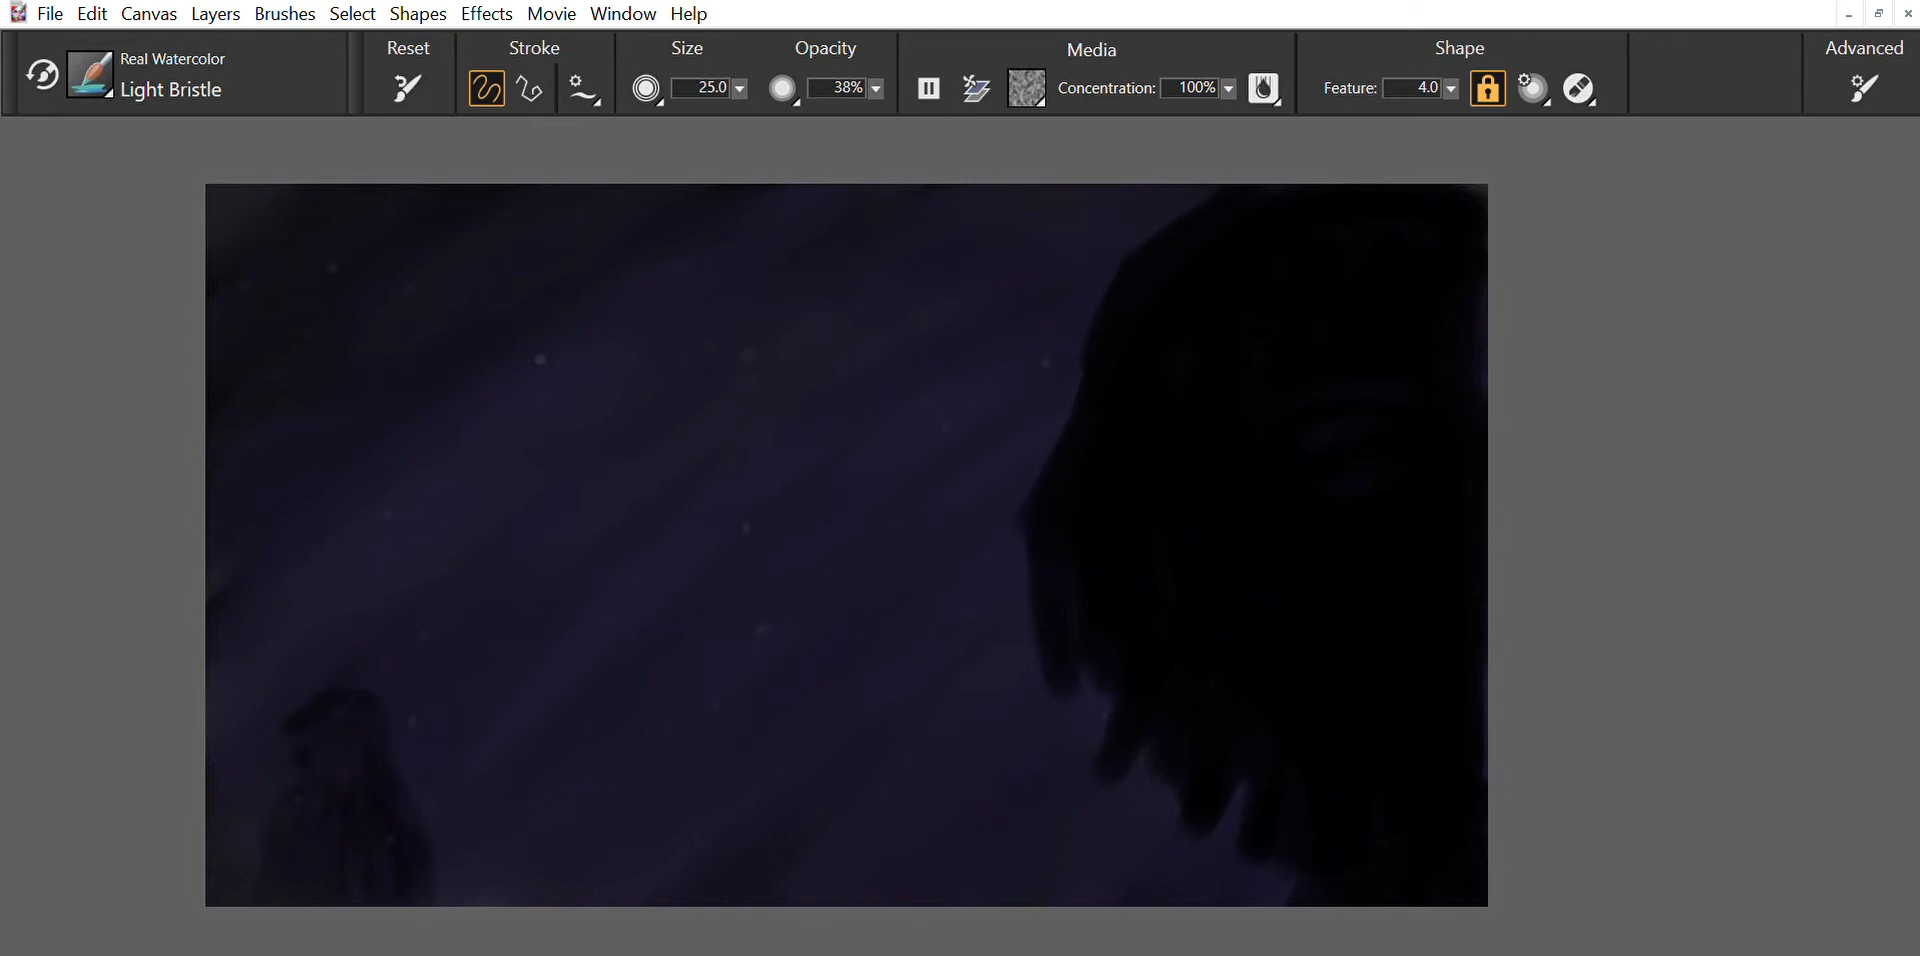 File Edit Canvas Layers Brushes Select Shapes Effects Movie Window Help
Real Watercolor
Light Bristle
Reset
Stroke
Size
25.0
Opacity
38%
Media
Concentration: 100%
Shape
Feature: 4.0
Advanced